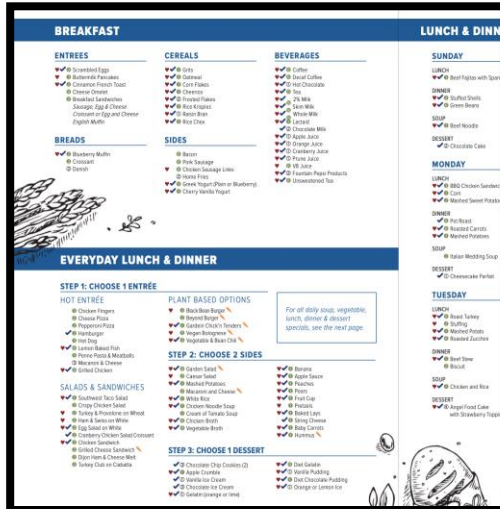 BREAKFAST
ENTREES
Scrambled Eggs
Buttermilk Pancakes
Cinnamon French Toast
Cheese Omelet
Breakfast Sandwiches
Sausage, Egg & Cheese
Croissant or Egg and Cheese
English Muffin
BREADS
Blueberry Muffin
Croissant
Danish
CEREALS
Grits
Oatmeal
Corn Flakes
Cheerios
Frosted Flakes
Rice Krispies
Raisin Bran
Rice Chex
SIDES
Bacon
Pork Sausage
Chicken Sausage Links
Home Fries
Greek Yogurt (Plain or Blueberry)
Cherry Vanilla Yogurt
BEVERAGES
Coffee
Decaf Coffee
Hot Chocolate
Tea
2% Milk
Skim Milk
Whole Milk
Lactaid
Chocolate Milk
Apple Juice
Orange Juice
Cranberry Juice
Prune Juice
V8 Juice
Fountain Pepsi Products
Unsweetened Tea
EVERYDAY LUNCH & DINNER
STEP 1: CHOOSE 1 ENTRÉE
HOT ENTRÉE
Chicken Fingers
Cheese Pizza
Pepperoni Pizza
Hamburger
Hot Dog
Lemon Baked Fish
Penne Pasta & Meatballs
Macaroni & Cheese
Grilled Chicken
SALADS & SANDWICHES
Southwest Taco Salad
Crispy Chicken Salad
Turkey & Provolone on Wheat
Ham & Swiss on White
Egg Salad on White
Cranberry Chicken Salad Croissant
Chicken Sandwich
Grilled Cheese Sandwich
Dijon Ham & Cheese Melt
Turkey Club on Ciabatta
PLANT BASED OPTIONS
Black Bean Burger
Beyond Burger
Garden Chick'n Tenders
Vegan Bolognese
Vegetable & Bean Chili
For all daily soup, vegetable,
lunch, dinner & dessert
specials, see the next page.
STEP 2: CHOOSE 2 SIDES
Garden Salad
Caesar Salad
Mashed Potatoes
Macaroni and Cheese
White Rice
Chicken Noodle Soup
Cream of Tomato Soup
Chicken Broth
Vegetable Broth
Banana
Apple Sauce
Peaches
Pears
Fruit Cup
Pretzels
Baked Lays
String Cheese
Baby Carrots
Hummus
STEP 3: CHOOSE 1 DESSERT
Chocolate Chip Cookies (2)
Apple Crumble
Vanilla Ice Cream
Chocolate Ice Cream
Gelatin (orange or lime)
Diet Gelatin
Vanilla Pudding
Diet Chocolate Pudding
Orange or Lemon Ice
LUNCH & DINN
SUNDAY
LUNCH
Beef Fajitas with Spani
DINNER
Stuffed Shells
Green Beans
SOUP
Beef Noodle
DESSERT
Chocolate Cake
MONDAY
LUNCH
BBQ Chicken Sandwic
Corn
Mashed Sweet Potato
DINNER
Pot Roast
Roasted Carrots
Mashed Potatoes
SOUP
Italian Wedding Soup
DESSERT
Cheesecake Parfait
TUESDAY
LUNCH
Roast Turkey
Stuffing
Mashed Potato
Roasted Zucchini
DINNER
Beef Stew
Biscuit
SOUP
Chicken and Rice
DESSERT
Angel Food Cake
with Strawberry Toppi